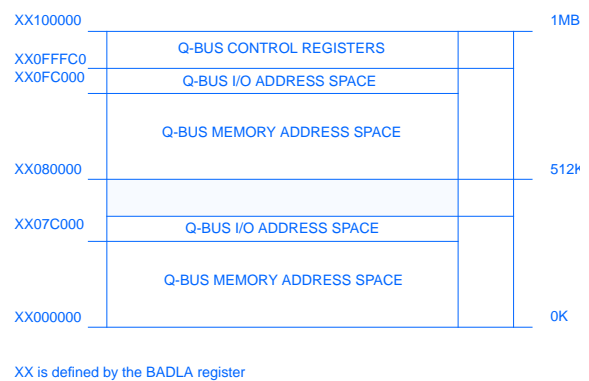 XX100000 1MB
Q-BUS CONTROL REGISTERS
XX0FFFC0
XX0FC000 Q-BUS I/O ADDRESS SPACE
Q-BUS MEMORY ADDRESS SPACE
XX080000 512K
XX07C000 Q-BUS I/O ADDRESS SPACE
Q-BUS MEMORY ADDRESS SPACE
XX000000 0K
XX is defined by the BADLA register